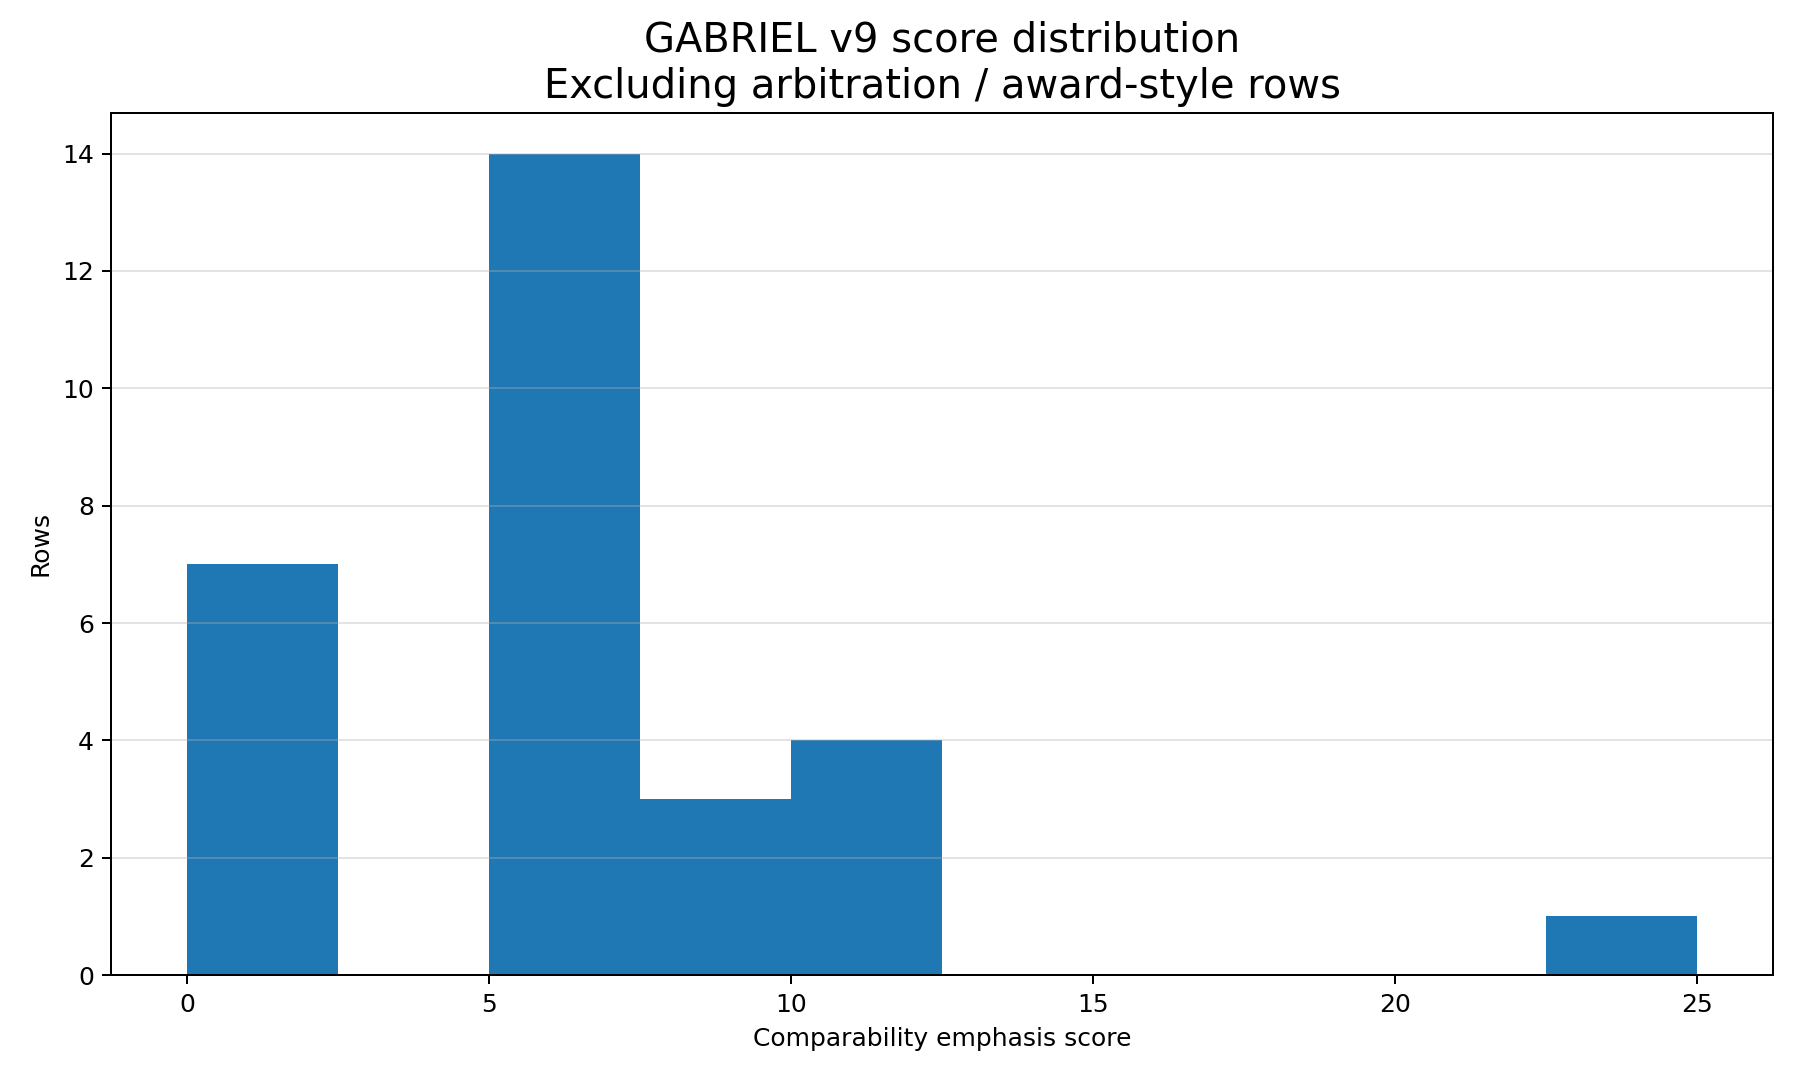 GABRIEL v9 score distribution
Excluding arbitration / award-style rows
14
12
10
8
6
4
2
0
Rows
0 5 10 15 20 25
Comparability emphasis score